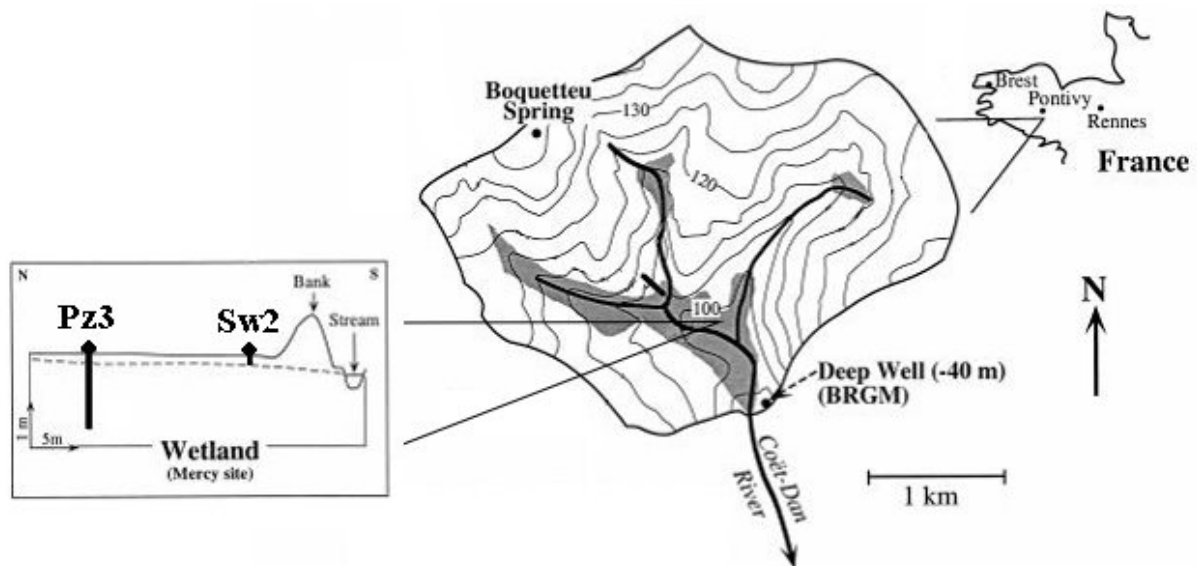 N
S
Bank
Stream
Pz3
Sw2
1 m
5m
Wetland
(Mercy site)
Boquetteu
Spring
130
120
100
Deep Well (-40 m)
(BRGM)
Coët-Dan
River
1 km
N
Brest
Pontivy
Rennes
France